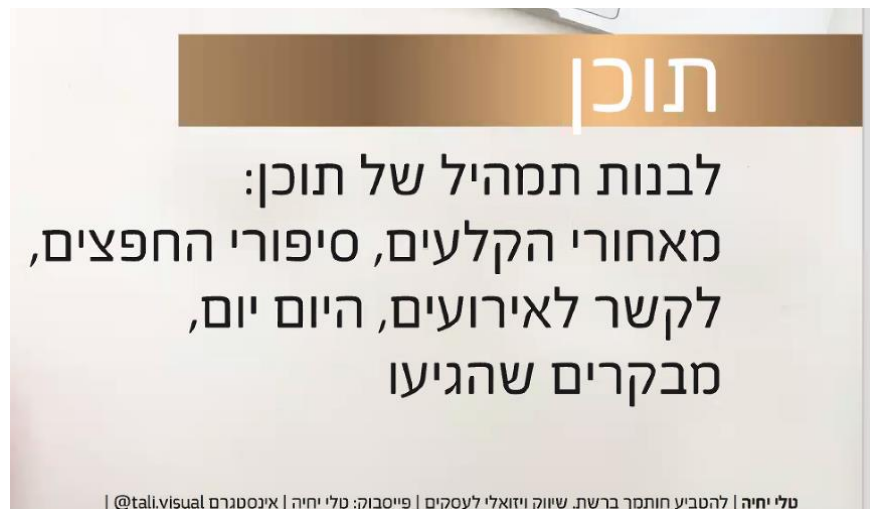 תוכן
לבנות תמהיל של תוכן:
מאחורי הקלעים, סיפורי החפצים,
לקשר לאירועים, היום יום,
מבקרים שהגיעו
טלי יחיה | להטביע חותמך ברשת. שיווק ויזואלי לעסקים | פייסבוק: טלי יחיה | אינסטגרם tali.visual@ |